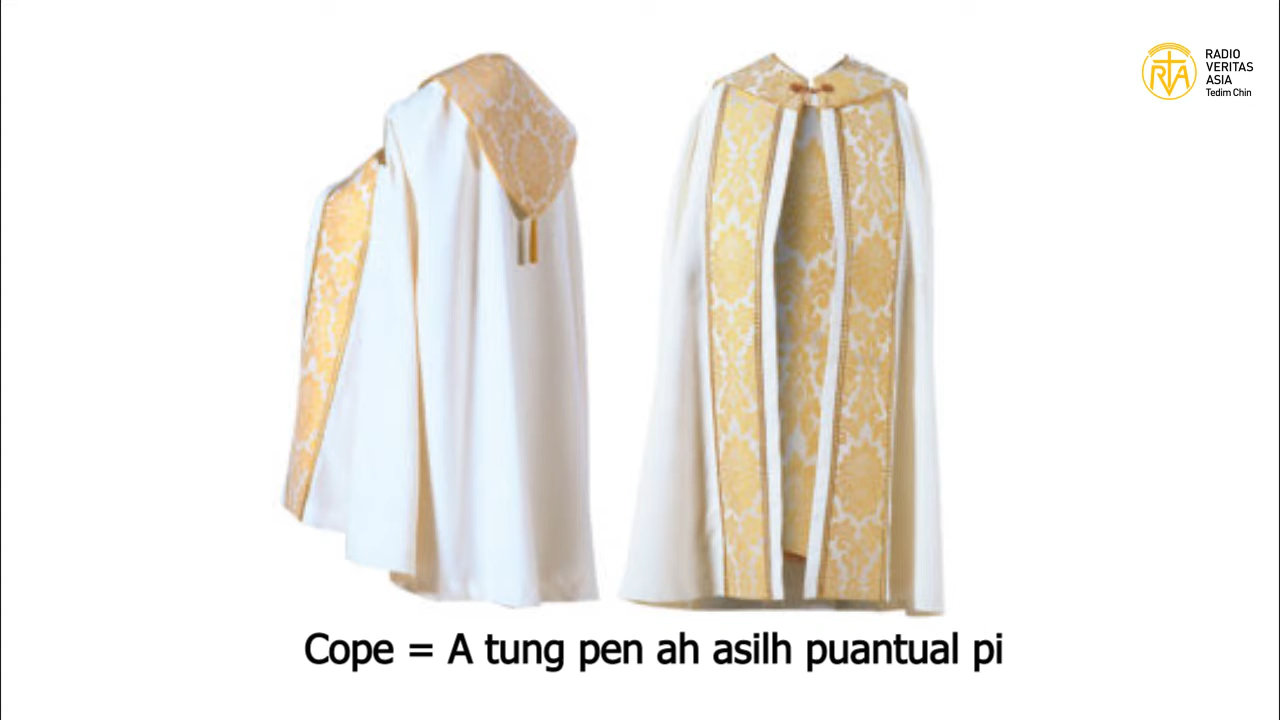 RADIO
VERITAS
ASIA
Tedim Chin
Cope = A tung pen ah asilh puantual pi